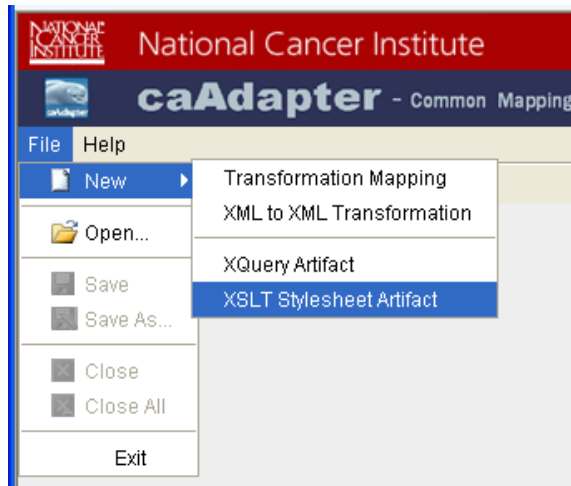 NATIONAL
CANCER
INSTITUTE
National Cancer Institute
caAdapter
caAdapter - Common Mapping
File Help
New
Transformation Mapping
XML to XML Transformation
Open...
XQuery Artifact
Save
XSLT Stylesheet Artifact
Save As...
Close
Close All
Exit